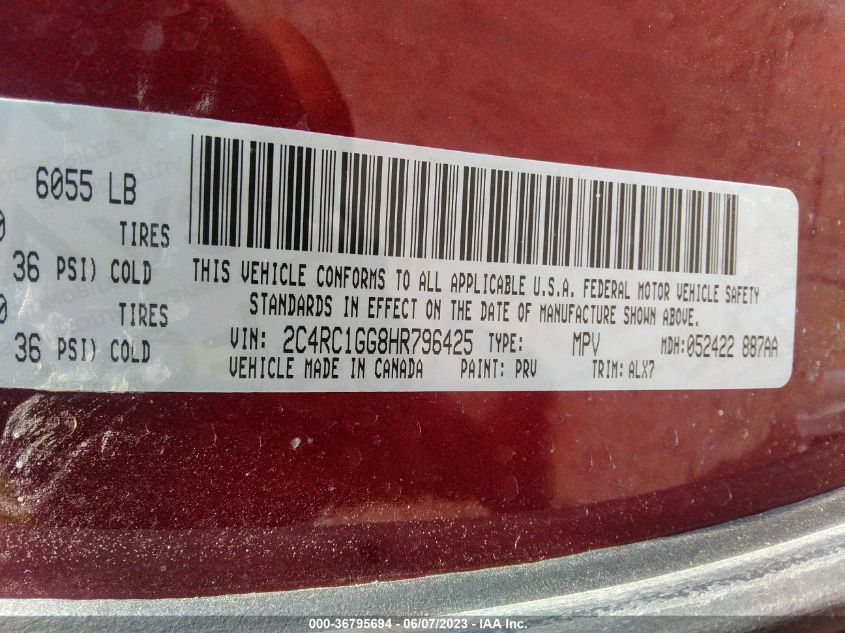 6055 LB
0 TIRES
36 PSI) COLD
0 TIRES
36 PSI) COLD
THIS VEHICLE CONFORMS TO ALL APPLICABLE U.S.A. FEDERAL MOTOR VEHICLE SAFETY
STANDARDS IN EFFECT ON THE DATE OF MANUFACTURE SHOWN ABOVE.
VIN: 2C4RC1GG8HR796425 TYPE: MPV MDH:052422 887AA
VEHICLE MADE IN CANADA PAINT: PRV TRIM: ALX7
000-36795694 - 06/07/2023 - IAA Inc.